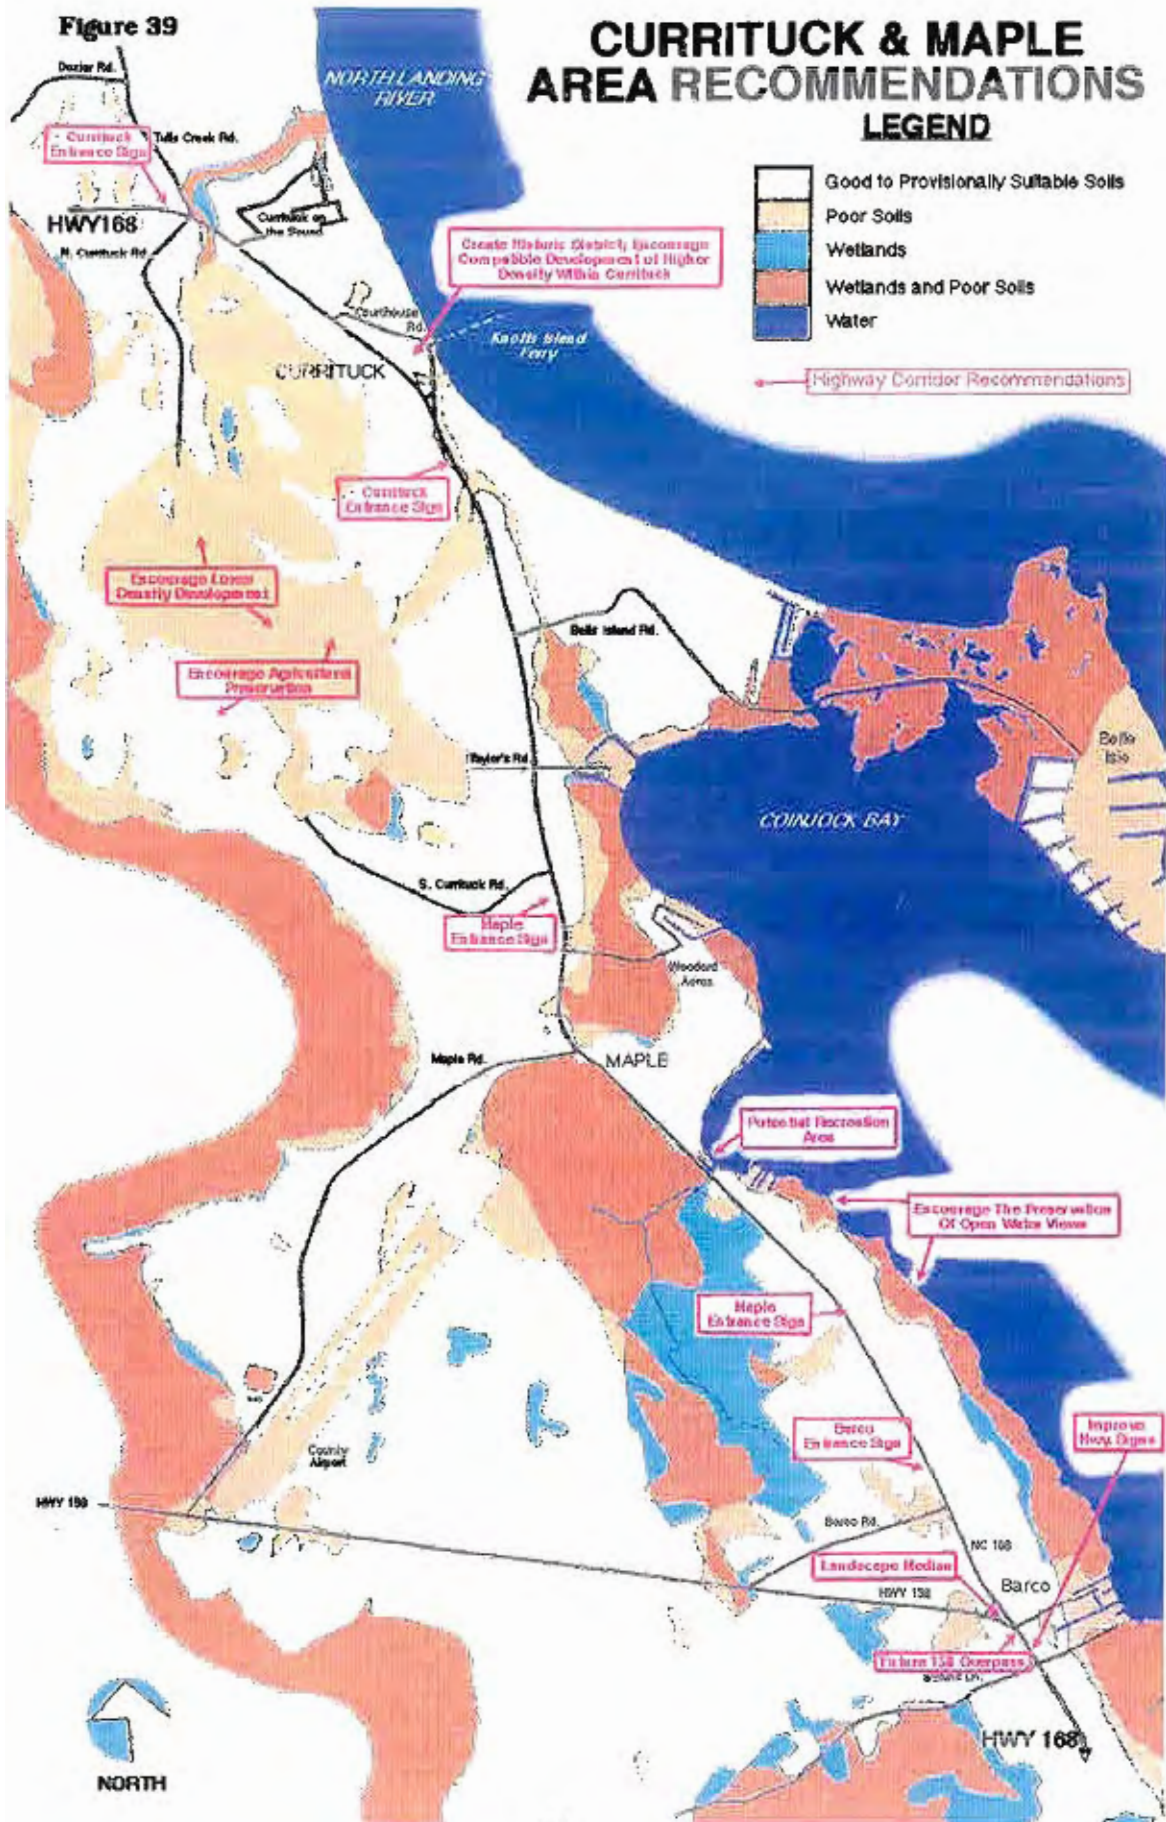 Figure 39
CURRITUCK & MAPLE
AREA RECOMMENDATIONS
LEGEND
Good to Provisionally Suitable Soils
Poor Soils
Wetlands
Wetlands and Poor Soils
Water
Highway Corridor Recommendations
NORTH LANDING
RIVER
Dozier Rd.
Tulls Creek Rd.
Currituck
Entrance Sign
HWY168
N. Currituck Rd.
Currituck on
the Sound
Create Historic District; Encourage
Compatible Development of Higher
Density Within Currituck
Courthouse
Rd.
Knotts Island
Ferry
CURRITUCK
Currituck
Entrance Sign
Encourage Lower
Density Development
Bells Island Rd.
Encourage Agricultural
Preservation
Taylor's Rd.
Belle
Isle
COINJOCK BAY
S. Currituck Rd.
Maple
Entrance Sign
Woodard
Acres
Maple Rd.
MAPLE
Potential Recreation
Area
Encourage The Preservation
Of Open Water Views
Maple
Entrance Sign
Barco
Entrance Sign
Improve
Hwy. Signs
County
Airport
HWY 158
Barco Rd.
NC 168
Landscape Median
HWY 158
Barco
Future 158 Overpass
HWY 168
NORTH